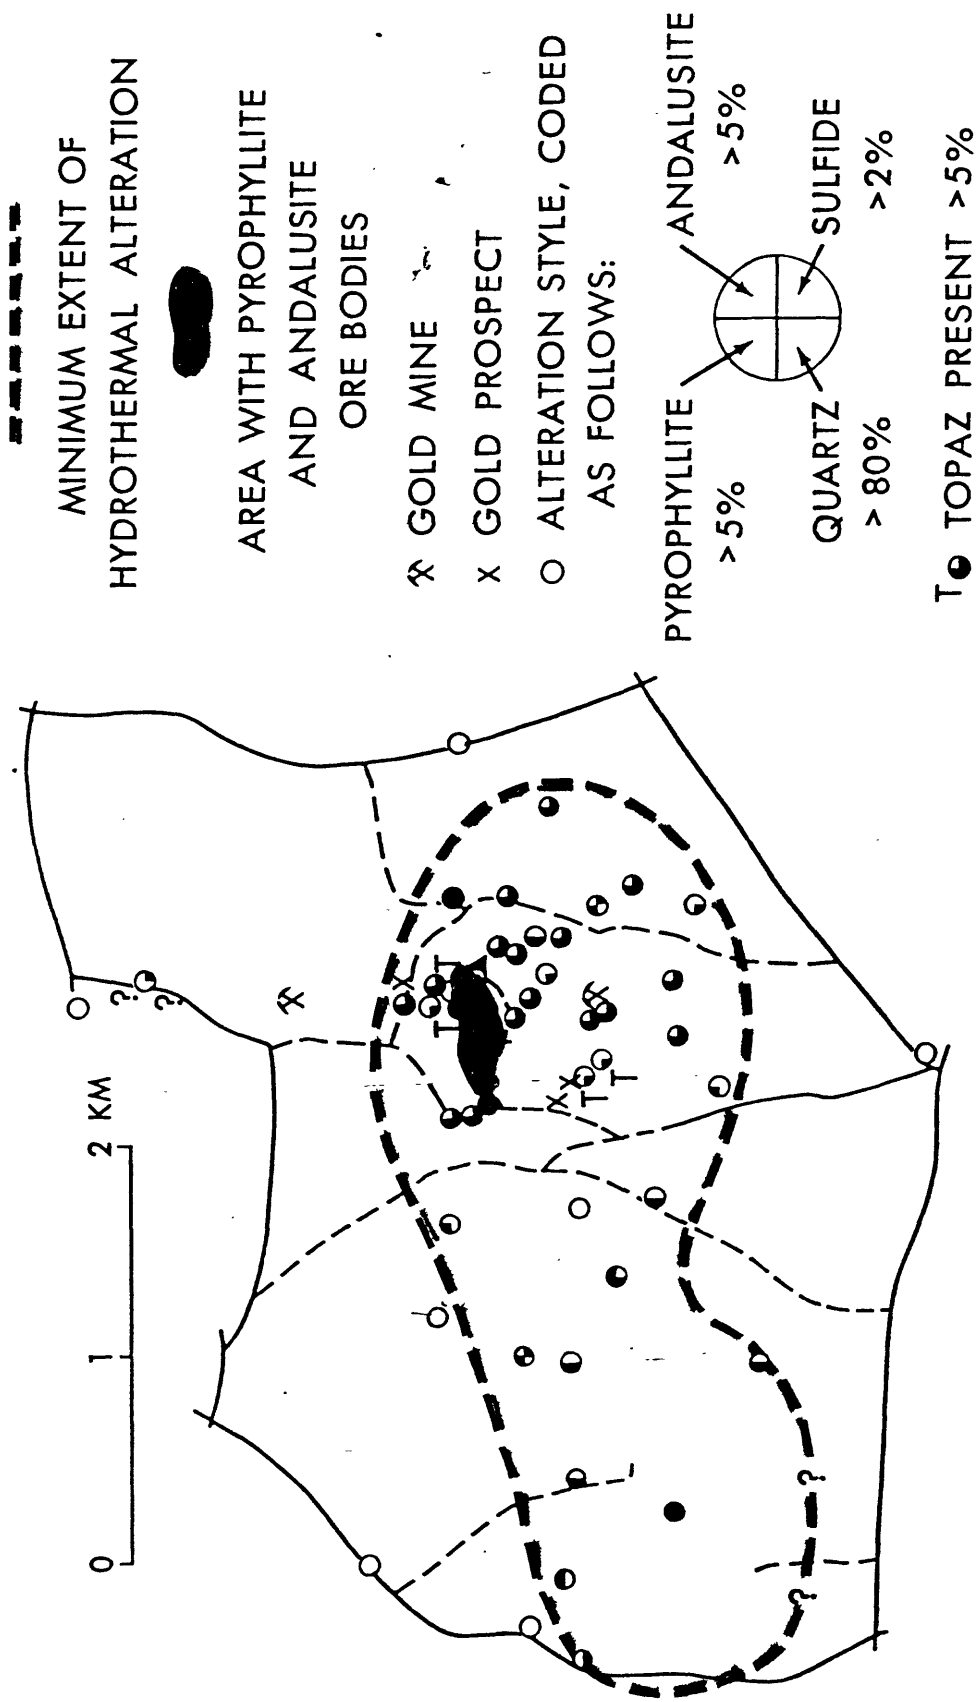 MINIMUM EXTENT OF
HYDROTHERMAL ALTERATION
AREA WITH PYROPHYLLITE
AND ANDALUSITE
ORE BODIES
GOLD MINE
X GOLD PROSPECT
ALTERATION STYLE, CODED
AS FOLLOWS:
PYROPHYLLITE
>5%
ANDALUSITE
>5%
QUARTZ
> 80%
SULFIDE
>2%
T TOPAZ PRESENT >5%
0 1 2 KM
?
?
X
T
T
X
X
X
T
T
?
?